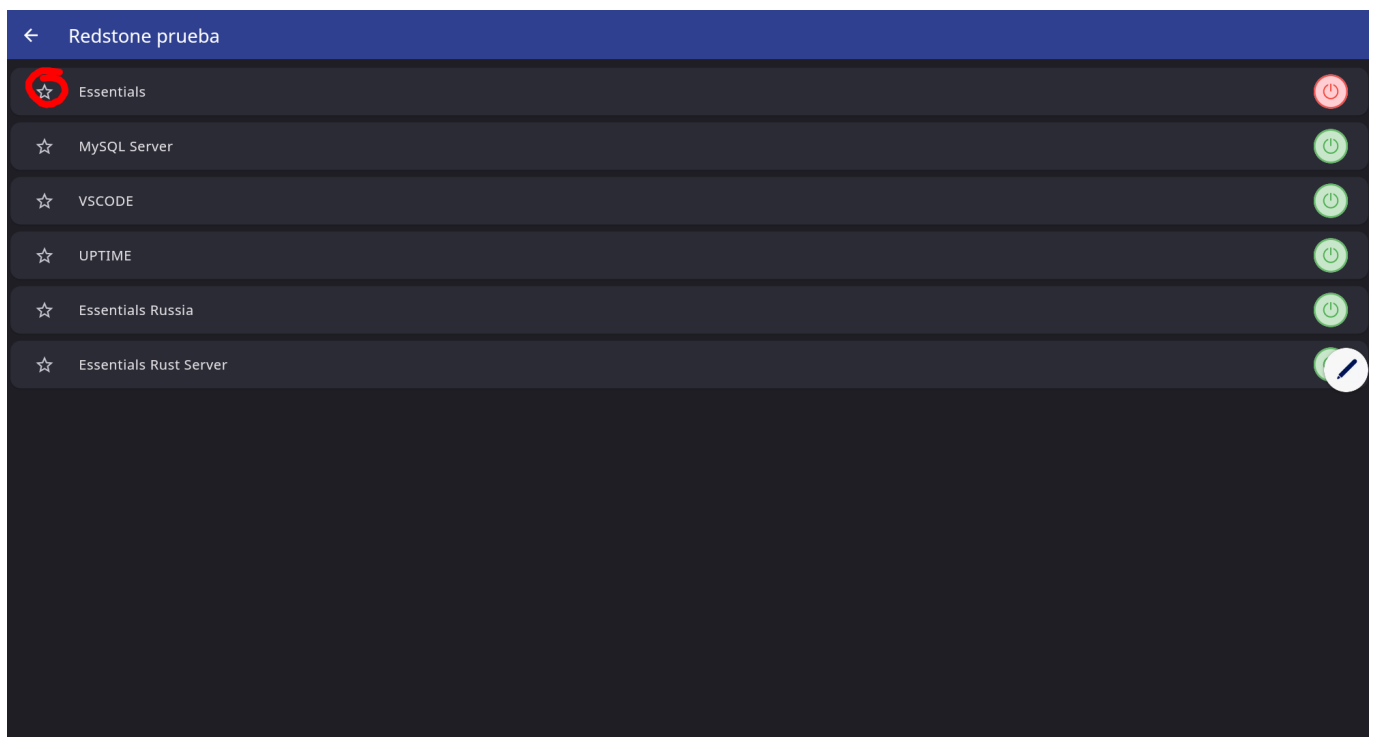 Redstone prueba
Essentials
MySQL Server
VSCODE
UPTIME
Essentials Russia
Essentials Rust Server